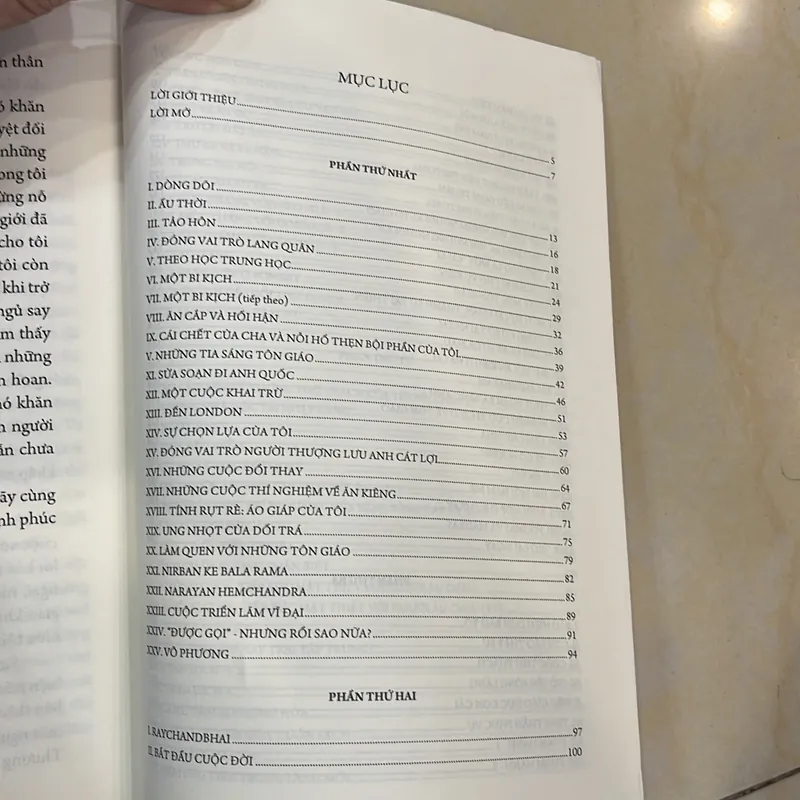 n thân
ó khăn
yệt đối
những
ong tôi
ừng nỗ
giới đã
cho tôi
tôi còn
khi trở
ngủ say
m thấy
những
n hoan.
hó khăn
n người
ẫn chưa
ãy cùng
nh phúc
MỤC LỤC
LỜI GIỚI THIỆU 5
LỜI MỞ 7
PHẦN THỨ NHẤT
I. DÒNG DÕI 13
II. ẤU THỜI 16
III. TẢO HÔN 18
IV. ĐÓNG VAI TRÒ LANG QUÂN 21
V. THEO HỌC TRUNG HỌC 24
VI. MỘT BI KỊCH 29
VII. MỘT BI KỊCH (tiếp theo) 32
VIII. ĂN CẮP VÀ HỐI HẬN 36
IX. CÁI CHẾT CỦA CHA VÀ NỖI HỔ THẸN BỘI PHẦN CỦA TÔI 39
V. NHỮNG TIA SÁNG TÔN GIÁO 42
XI. SỬA SOẠN ĐI ANH QUỐC 46
XII. MỘT CUỘC KHAI TRỪ 51
XIII. ĐẾN LONDON 53
XIV. SỰ CHỌN LỰA CỦA TÔI 57
XV. ĐÓNG VAI TRÒ NGƯỜI THƯỢNG LƯU ANH CÁT LỢI 60
XVI. NHỮNG CUỘC ĐỔI THAY 64
XVII. NHỮNG CUỘC THÍ NGHIỆM VỀ ĂN KIÊNG 67
XVIII. TÍNH RỤT RÈ: ÁO GIÁP CỦA TÔI 71
XIX. UNG NHỌT CỦA DỐI TRÁ 75
XX. LÀM QUEN VỚI NHỮNG TÔN GIÁO 79
XXI. NIRBAN KE BALA RAMA 82
XXII. NARAYAN HEMCHANDRA 85
XXIII. CUỘC TRIỂN LÃM VĨ ĐẠI 89
XXIV. "ĐƯỢC GỌI" - NHƯNG RỒI SAO NỮA? 91
XXV. VÔ PHƯƠNG 94
PHẦN THỨ HAI
I. RAYCHANDBHAI 97
II. BẮT ĐẦU CUỘC ĐỜI 100